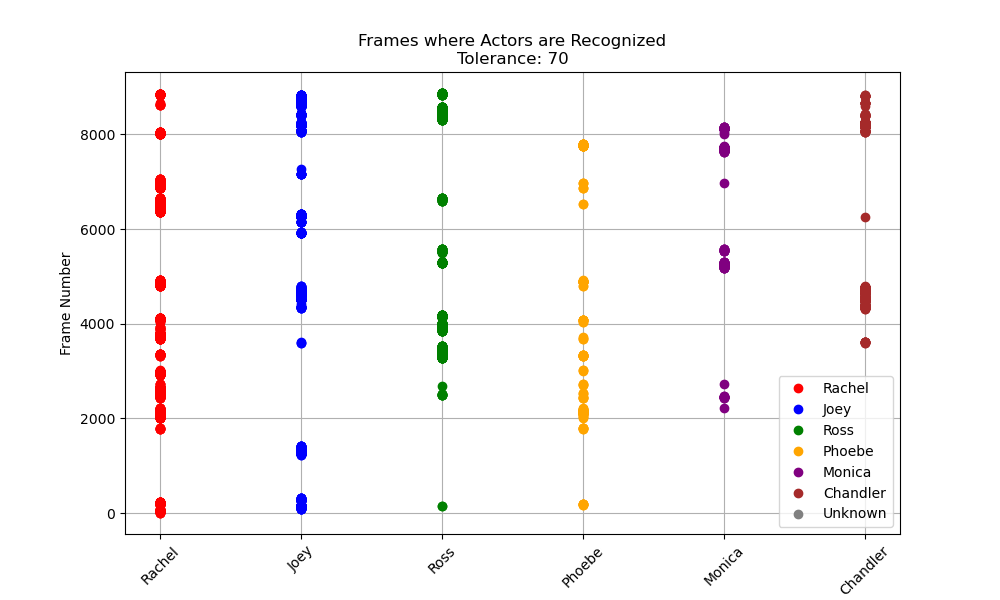 Frames where Actors are Recognized
Tolerance: 70
Frame Number
8000
6000
4000
2000
0
Rachel
Joey
Ross
Phoebe
Monica
Chandler
Rachel
Joey
Ross
Phoebe
Monica
Chandler
Unknown